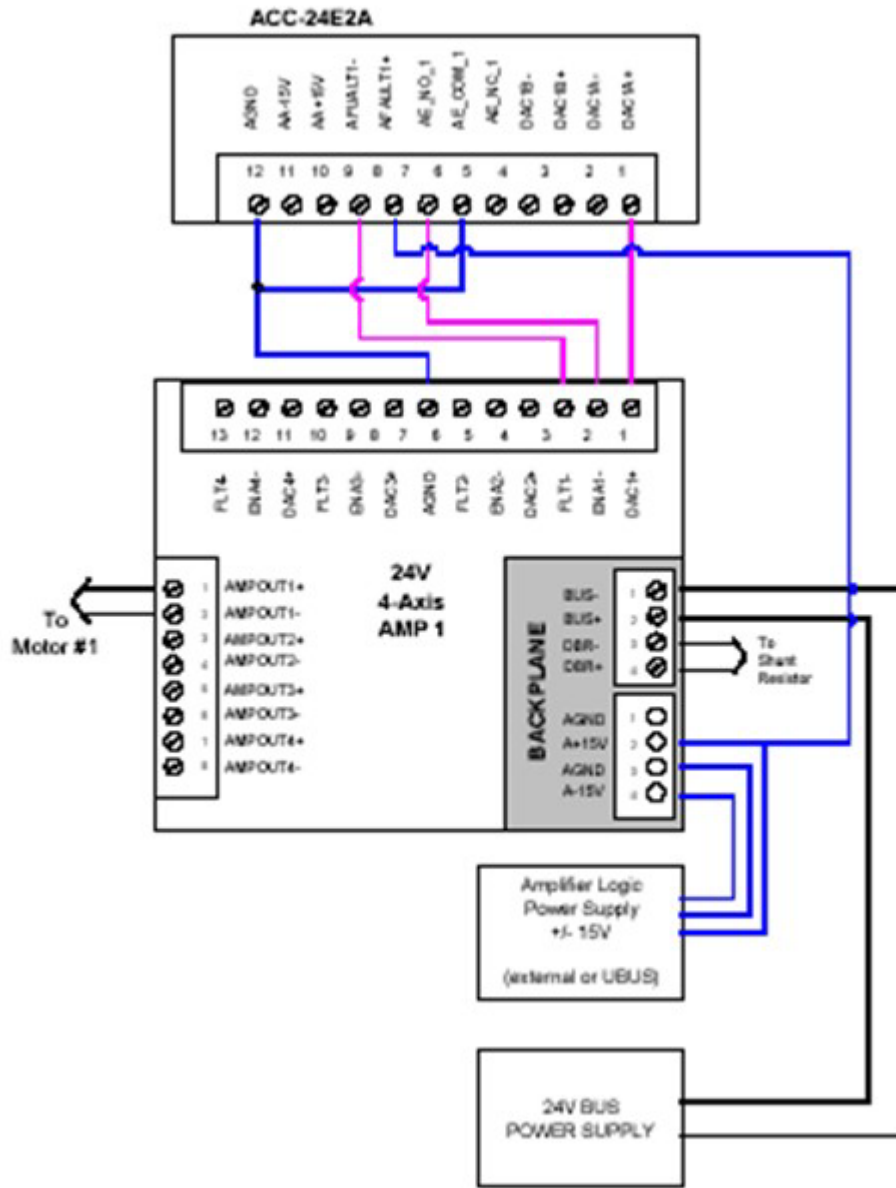 ACC-24E2A
AGND
AA-15V
AA+15V
AFUALT1-
AFAULT1+
AE_NO_1
AE_COM_1
AE_NC_1
DAC1B-
DAC1B+
DAC1A-
DAC1A+
12 11 10 9 8 7 6 5 4 3 2 1
13 12 11 10 9 8 7 6 5 4 3 2 1
FLT4-
ENA4-
DAC4+
FLT3-
ENA3-
DAC3+
AGND
FLT2-
ENA2-
DAC2+
FLT1-
ENA1-
DAC1+
24V
4-Axis
AMP 1
To
Motor #1
1 AMPOUT1+
2 AMPOUT1-
3 AMPOUT2+
4 AMPOUT2-
5 AMPOUT3+
6 AMPOUT3-
7 AMPOUT4+
8 AMPOUT4-
BACKPLANE
BUS- 1
BUS+ 2
DBR- 3
DBR+ 4
To
Shunt
Resistor
AGND 1
A+15V 2
AGND 3
A-15V 4
Amplifier Logic
Power Supply
+/- 15V
(external or UBUS)
24V BUS
POWER SUPPLY